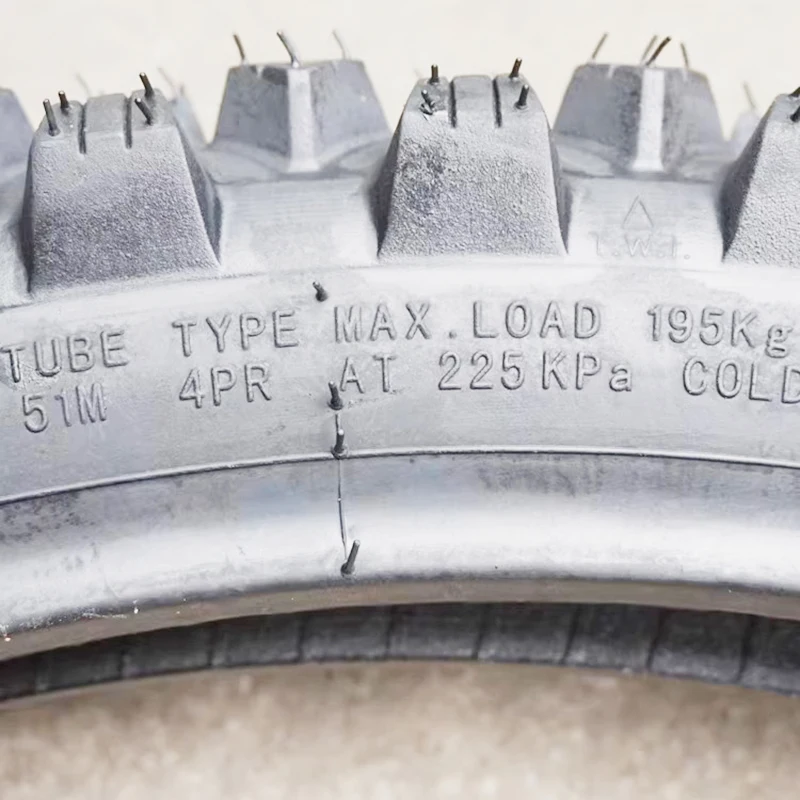 T.W.I.
TUBE TYPE MAX.LOAD 195Kg
51M 4PR AT 225KPa COLD